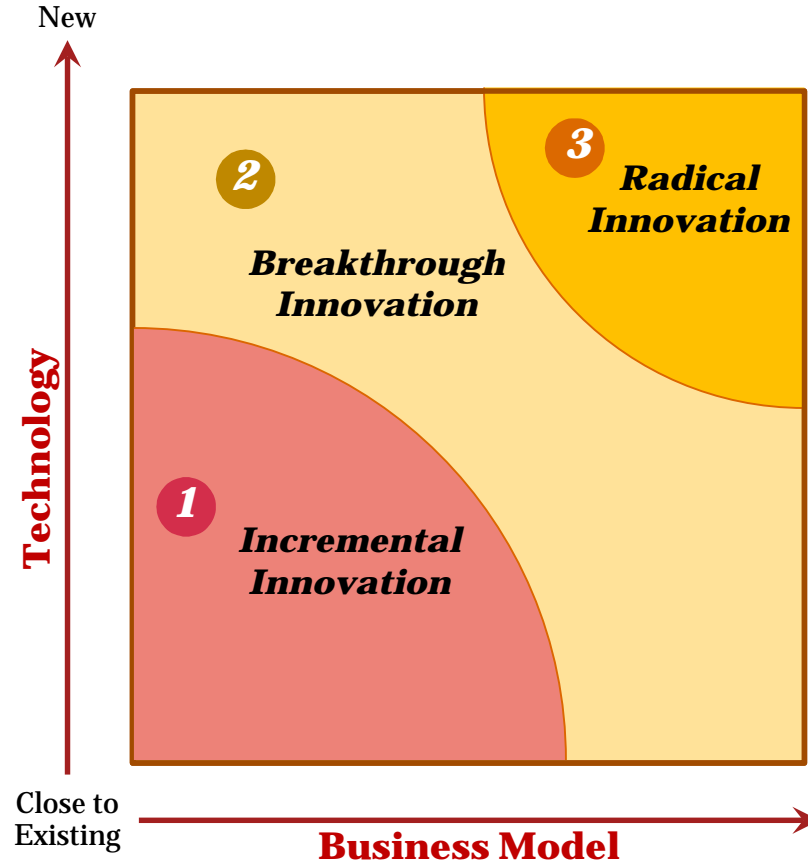 New
2
3
Radical
Innovation
Breakthrough
Innovation
Technology
1
Incremental
Innovation
Close to
Existing
Business Model